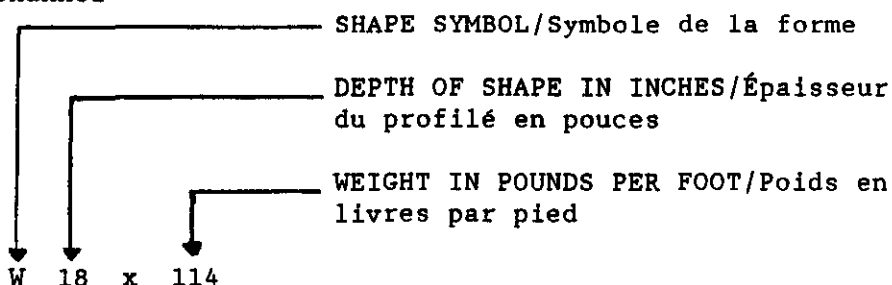 SHAPE SYMBOL/Symbole de la forme
DEPTH OF SHAPE IN INCHES/Épaisseur
du profilé en pouces
WEIGHT IN POUNDS PER FOOT/Poids en
livres par pied
W 18 x 114